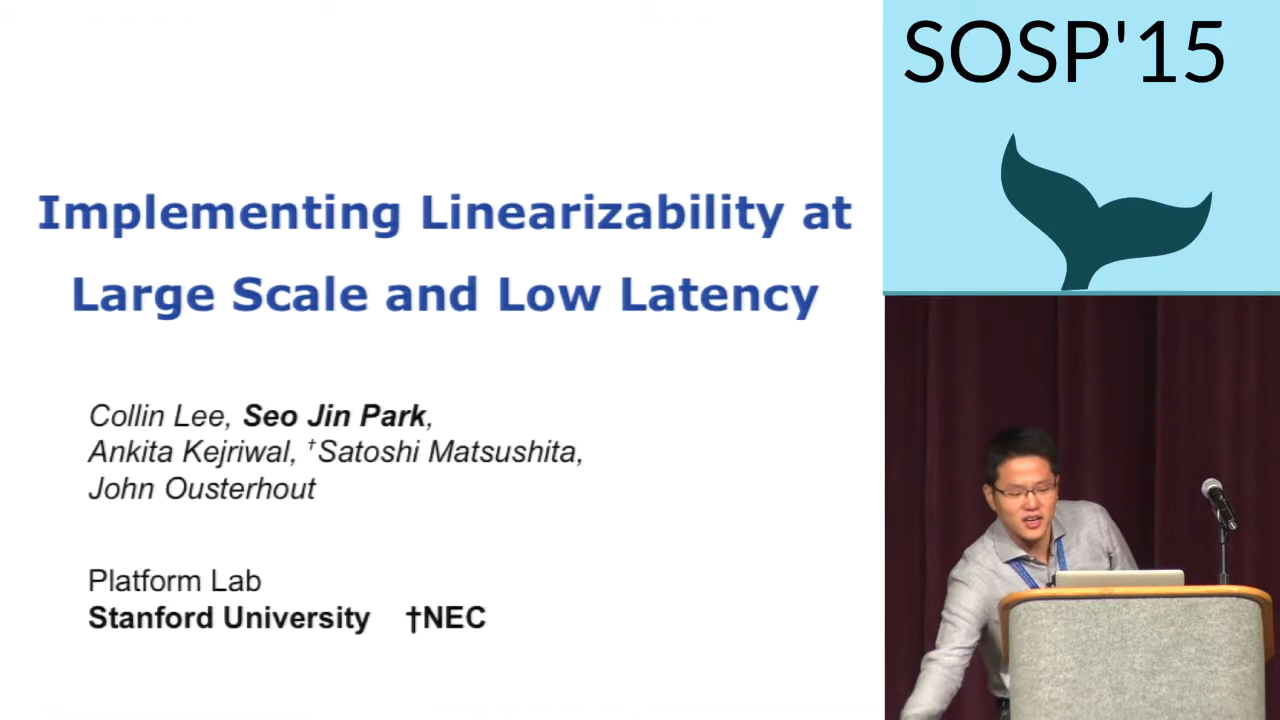 SOSP'15
Implementing Linearizability at
Large Scale and Low Latency
Collin Lee, Seo Jin Park,
Ankita Kejriwal, †Satoshi Matsushita,
John Ousterhout
Platform Lab
Stanford University †NEC